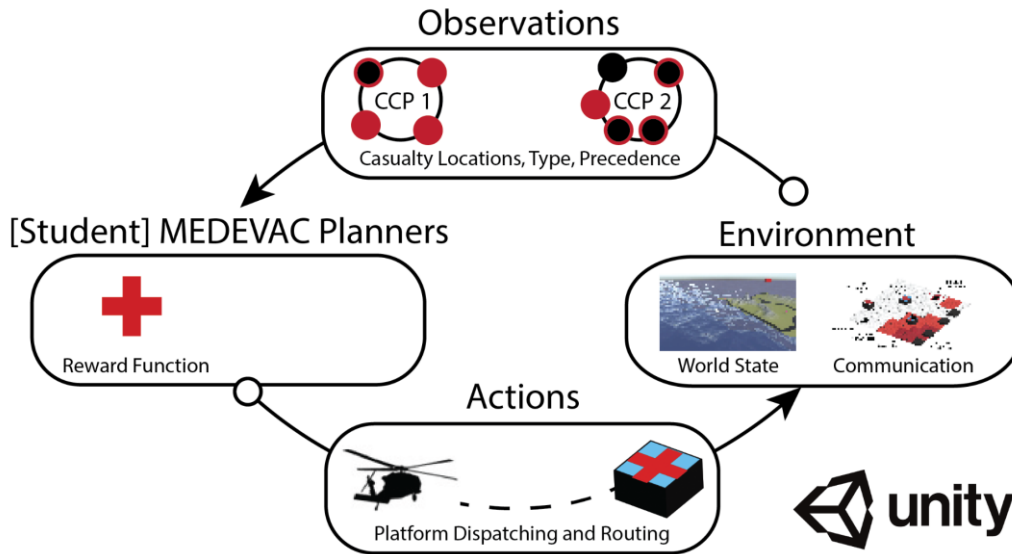 Observations
CCP 1
CCP 2
Casualty Locations, Type, Precedence
[Student] MEDEVAC Planners
Environment
Reward Function
World State
Communication
Actions
Platform Dispatching and Routing
unity